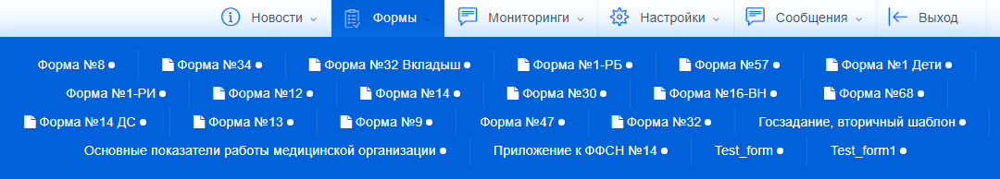 Новости Формы Мониторинги Настройки Сообщения Выход
Форма №8 Форма №34 Форма №32 Вкладыш Форма №1-РБ Форма №57 Форма №1 Дети
Форма №1-РИ Форма №12 Форма №14 Форма №30 Форма №16-ВН Форма №68
Форма №14 ДС Форма №13 Форма №9 Форма №47 Форма №32 Госзадание, вторичный шаблон
Основные показатели работы медицинской организации Приложение к ФФСН №14 Test_form Test_form1